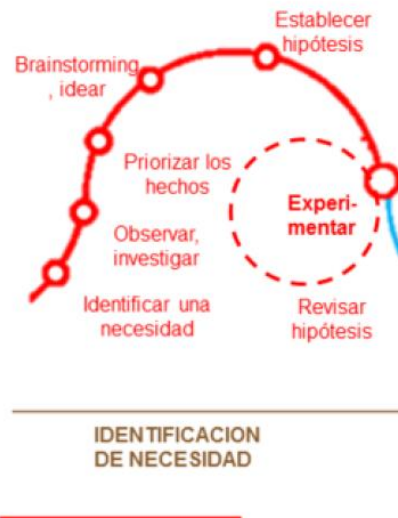 Establecer
hipótesis
Brainstorming
, idear
Priorizar los
hechos
Experi-
mentar
Observar,
investigar
Identificar una
necesidad
Revisar
hipótesis
IDENTIFICACION
DE NECESIDAD